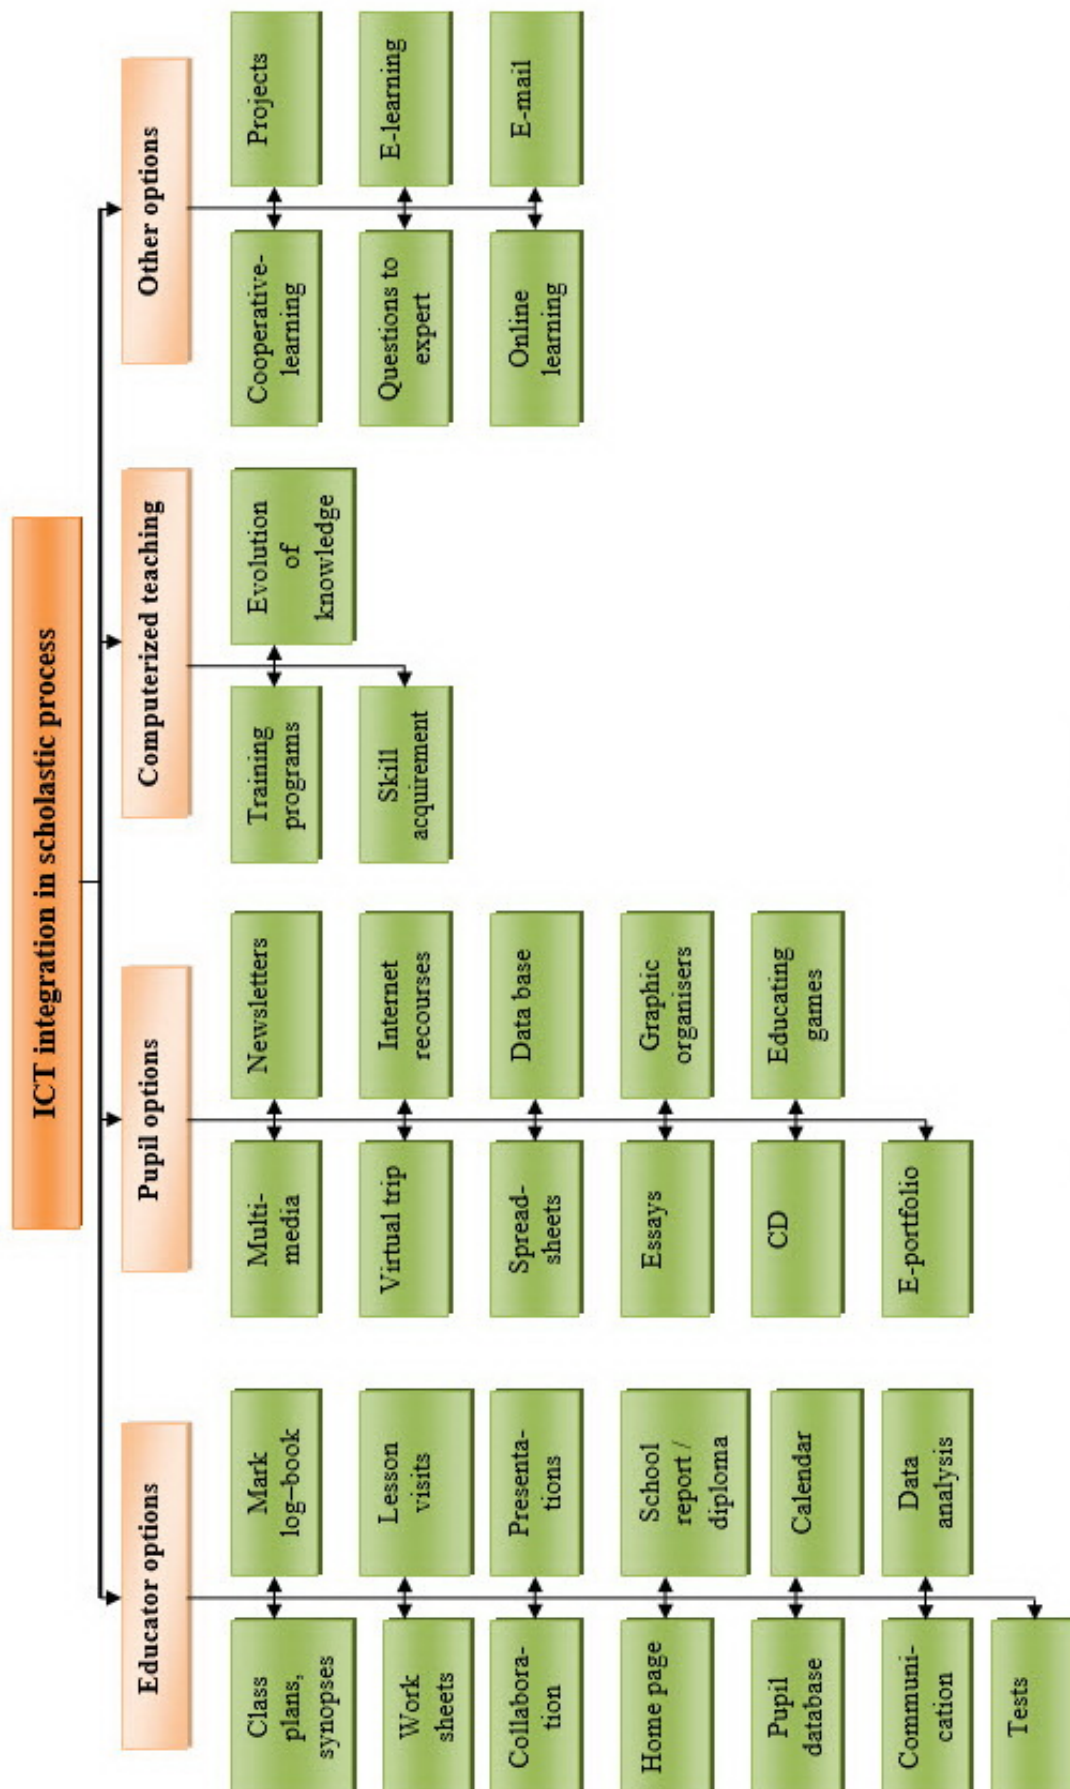 ICT integration in scholastic process
Educator options
Pupil options
Computerized teaching
Other options
Class
plans,
synopses
Mark
log–book
Work
sheets
Lesson
visits
Collabora-
tion
Presenta-
tions
Home page
School
report /
diploma
Pupil
database
Calendar
Communi-
cation
Data
analysis
Tests
Multi-
media
Newsletters
Virtual trip
Internet
recourses
Spread-
sheets
Data base
Essays
Graphic
organisers
CD
Educating
games
E-portfolio
Training
programs
Evolution
of
knowledge
Skill
acquirement
Cooperative-
learning
Projects
Questions to
expert
E-learning
Online
learning
E-mail